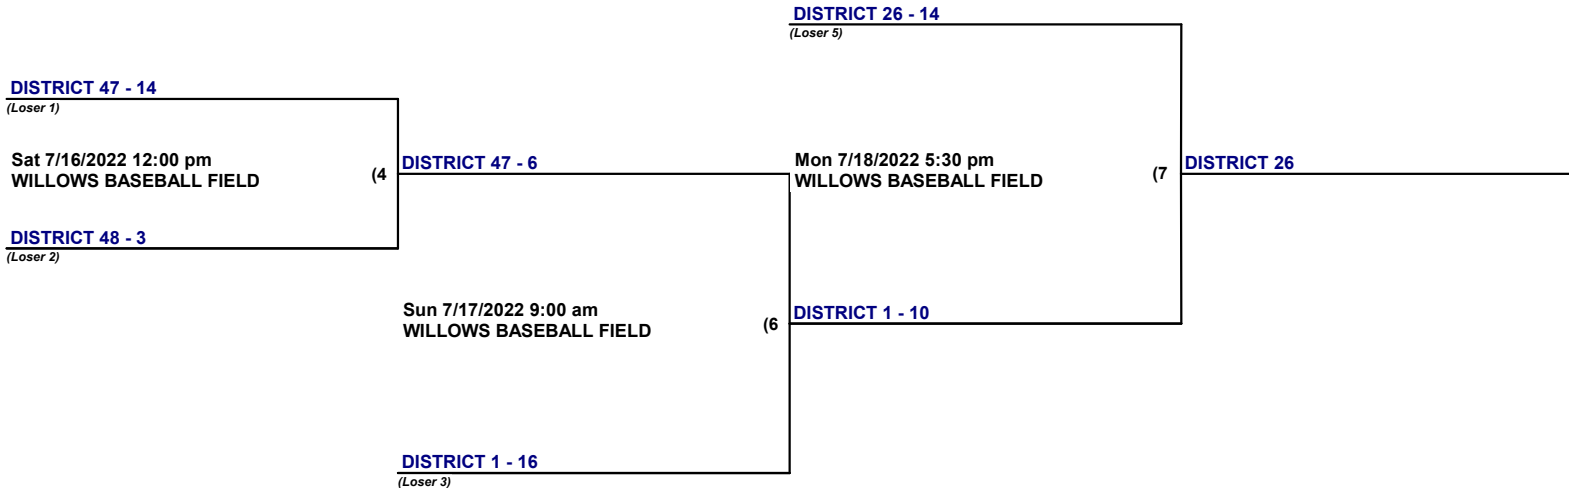 DISTRICT 26 - 14
(Loser 5)
DISTRICT 47 - 14
(Loser 1)
Sat 7/16/2022 12:00 pm
WILLOWS BASEBALL FIELD
(4
DISTRICT 47 - 6
Mon 7/18/2022 5:30 pm
WILLOWS BASEBALL FIELD
(7
DISTRICT 26
DISTRICT 48 - 3
(Loser 2)
Sun 7/17/2022 9:00 am
WILLOWS BASEBALL FIELD
(6
DISTRICT 1 - 10
DISTRICT 1 - 16
(Loser 3)